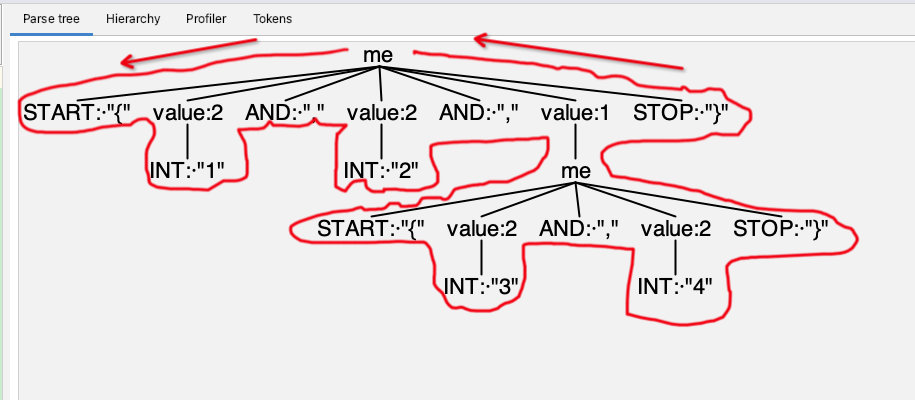 Parse tree Hierarchy Profiler Tokens
me
START:·"{" value:2 AND:·"," value:2 AND:·"," value:1 STOP:·"}"
INT:·"1" INT:·"2" me
START:·"{" value:2 AND:·"," value:2 STOP:·"}"
INT:·"3" INT:·"4"